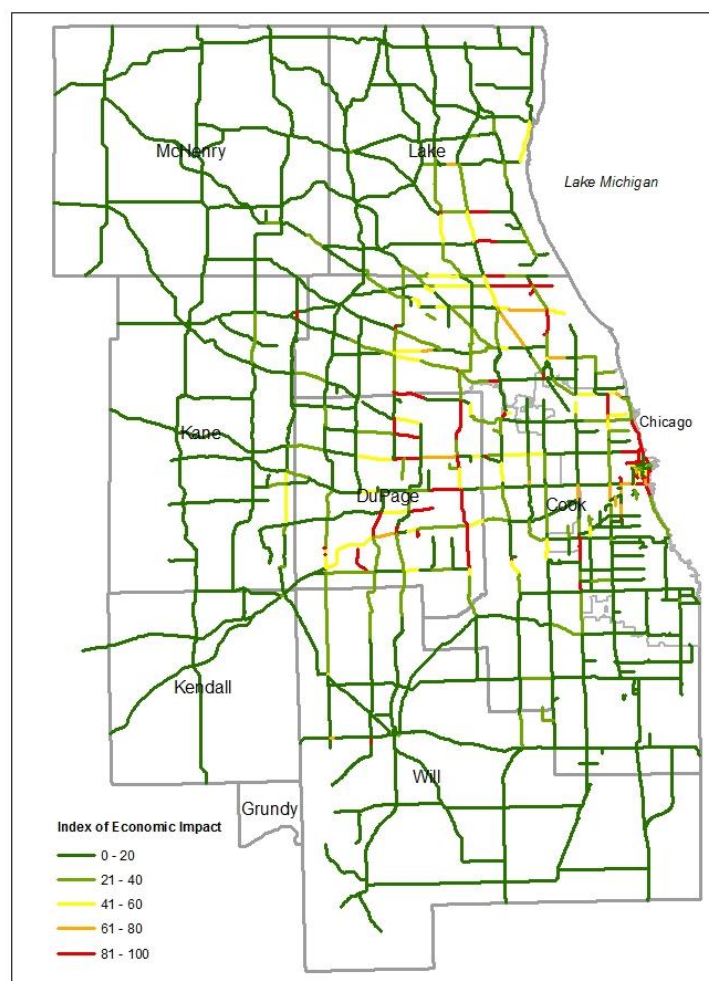 McHenry
Lake
Lake Michigan
Kane
Chicago
DuPage
Cook
Kendall
Will
Grundy
Index of Economic Impact
0 - 20
21 - 40
41 - 60
61 - 80
81 - 100